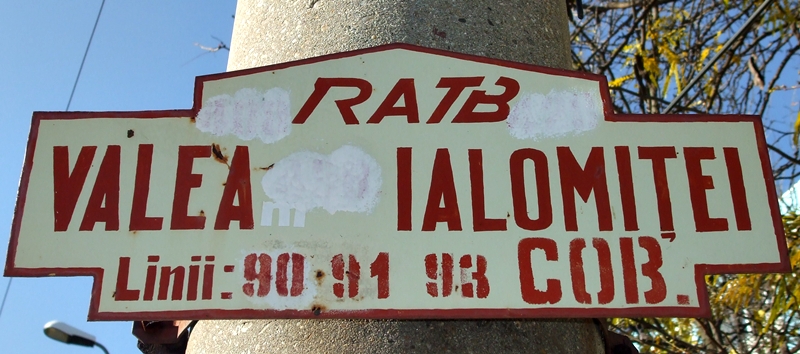 RATB
VALEA IALOMIȚEI
Linii: 90 91 93 COB.